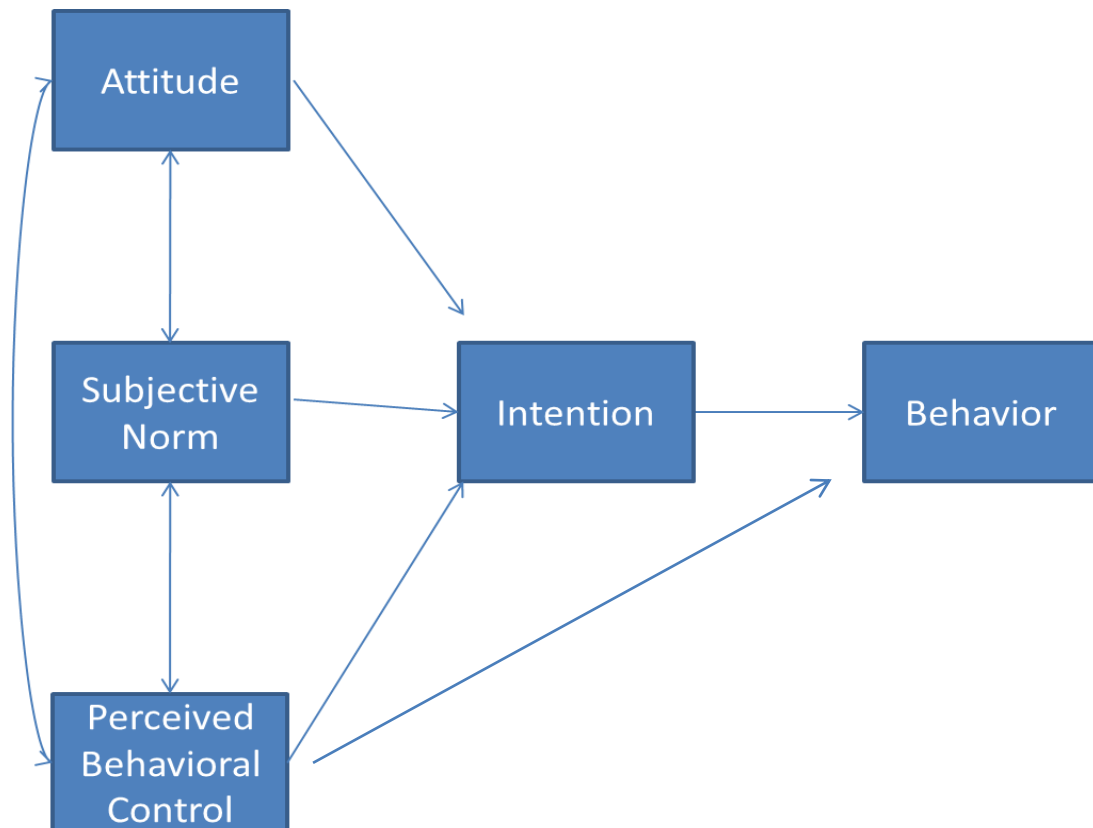 Attitude
Subjective
Norm
Intention
Behavior
Perceived
Behavioral
Control